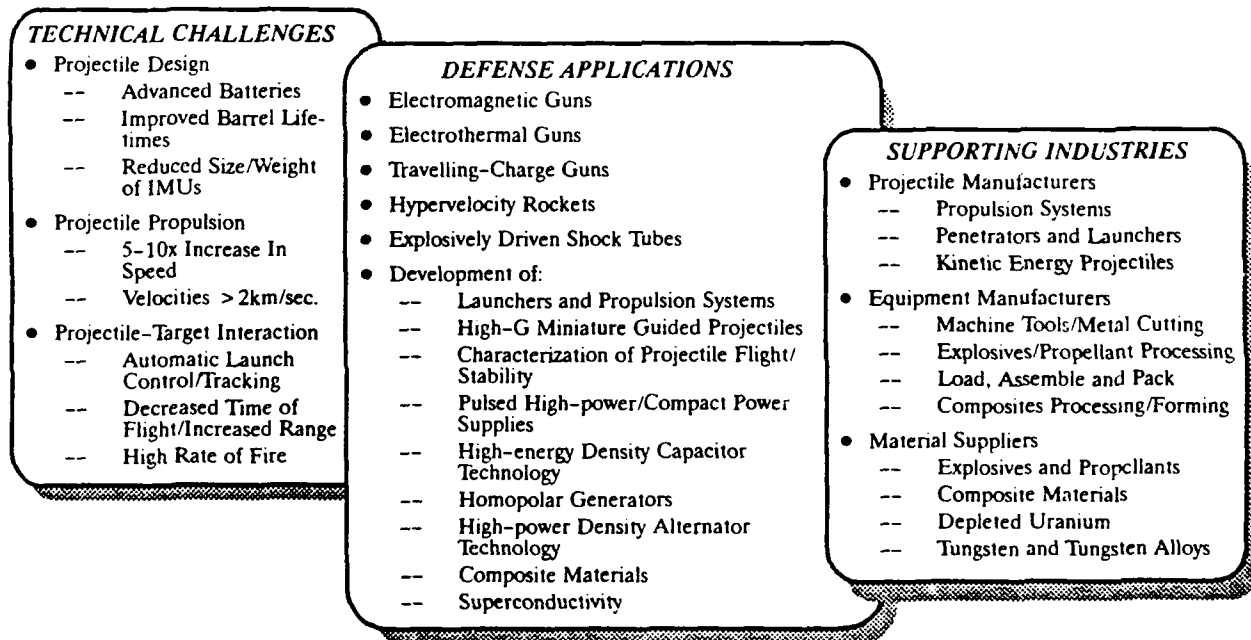 TECHNICAL CHALLENGES
● Projectile Design
-- Advanced Batteries
-- Improved Barrel Life-
times
-- Reduced Size/Weight
of IMUs
● Projectile Propulsion
-- 5-10x Increase In
Speed
-- Velocities > 2km/sec.
● Projectile-Target Interaction
-- Automatic Launch
Control/Tracking
-- Decreased Time of
Flight/Increased Range
-- High Rate of Fire
DEFENSE APPLICATIONS
● Electromagnetic Guns
● Electrothermal Guns
● Travelling-Charge Guns
● Hypervelocity Rockets
● Explosively Driven Shock Tubes
● Development of:
-- Launchers and Propulsion Systems
-- High-G Miniature Guided Projectiles
-- Characterization of Projectile Flight/
Stability
-- Pulsed High-power/Compact Power
Supplies
-- High-energy Density Capacitor
Technology
-- Homopolar Generators
-- High-power Density Alternator
Technology
-- Composite Materials
-- Superconductivity
SUPPORTING INDUSTRIES
● Projectile Manufacturers
-- Propulsion Systems
-- Penetrators and Launchers
-- Kinetic Energy Projectiles
● Equipment Manufacturers
-- Machine Tools/Metal Cutting
-- Explosives/Propellant Processing
-- Load, Assemble and Pack
-- Composites Processing/Forming
● Material Suppliers
-- Explosives and Propellants
-- Composite Materials
-- Depleted Uranium
-- Tungsten and Tungsten Alloys